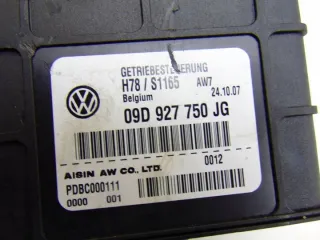 GETRIEBESTEUERUNG
H78 / S1165 AW7
Belgium 24.10.07
09D 927 750 JG
AISIN AW CO., LTD. 0012
PDBC000111
0000 001